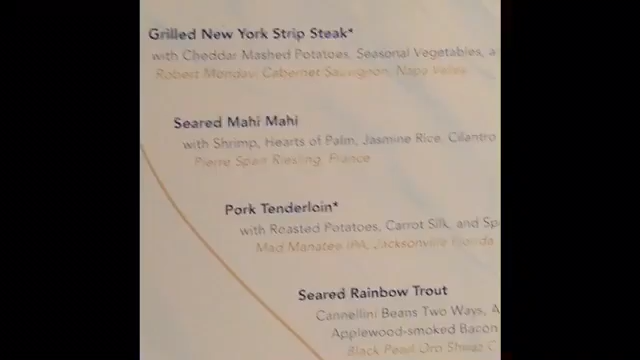 Grilled New York Strip Steak*
with Cheddar Mashed Potatoes, Seasonal Vegetables, a
Robert Mondavi, Cabernet Sauvignon, Napa Valley
Seared Mahi Mahi
with Shrimp, Hearts of Palm, Jasmine Rice, Cilantro
Pierre Sparr Riesling, France
Pork Tenderloin*
with Roasted Potatoes, Carrot Silk, and Sp
Mad Manatee IPA, Jacksonville Florida
Seared Rainbow Trout
Cannellini Beans Two Ways, A
Applewood-smoked Bacon
Black Pearl Oro Shiraz